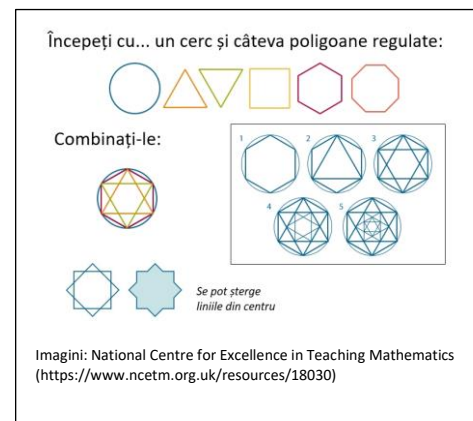 Începeți cu... un cerc și câteva poligoane regulate:
Combinați-le:
1
2
3
4
5
Se pot șterge
liniile din centru
Imagini: National Centre for Excellence in Teaching Mathematics
(https://www.ncetm.org.uk/resources/18030)